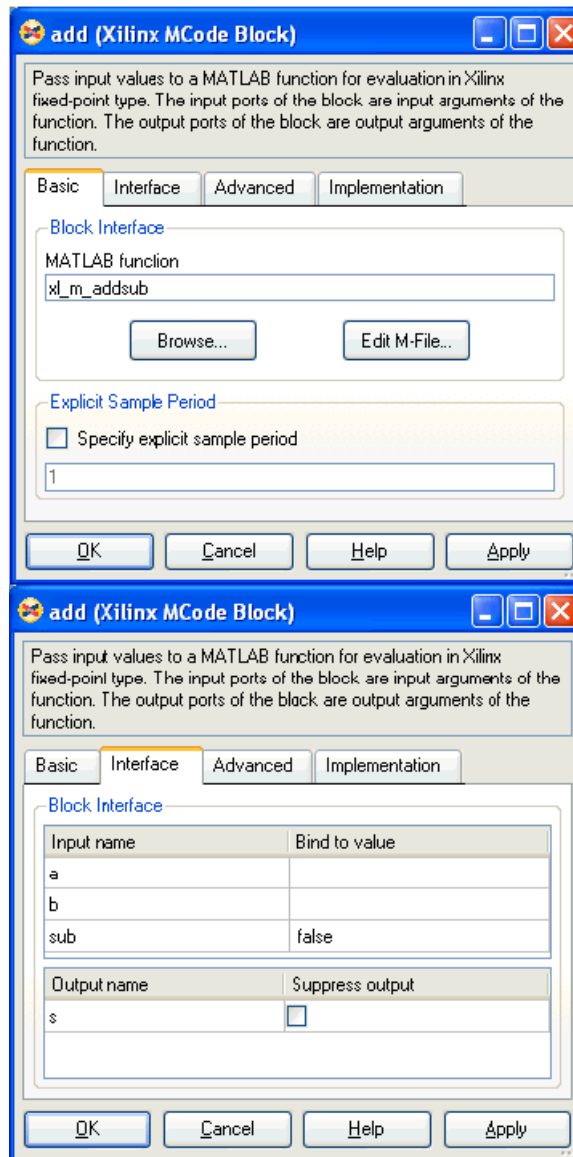 add (Xilinx MCode Block)
Pass input values to a MATLAB function for evaluation in Xilinx
fixed-point type. The input ports of the block are input arguments of the
function. The output ports of the block are output arguments of the
function.
Basic Interface Advanced Implementation
Block Interface
MATLAB function
xl_m_addsub
Browse... Edit M-File...
Explicit Sample Period
Specify explicit sample period
1
OK Cancel Help Apply
add (Xilinx MCode Block)
Pass input values to a MATLAB function for evaluation in Xilinx
fixed-point type. The input ports of the block are input arguments of the
function. The output ports of the block are output arguments of the
function.
Basic Interface Advanced Implementation
Block Interface
Input name Bind to value
a
b
sub false
Output name Suppress output
s
OK Cancel Help Apply